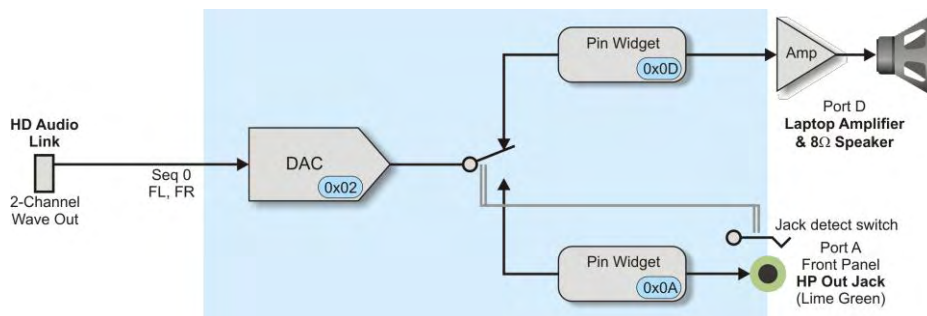 HD Audio
Link
2-Channel
Wave Out
Seq 0
FL, FR
DAC
0x02
Pin Widget
0x0D
Amp
Port D
Laptop Amplifier
& 8Ω Speaker
Jack detect switch
Pin Widget
0x0A
Port A
Front Panel
HP Out Jack
(Lime Green)